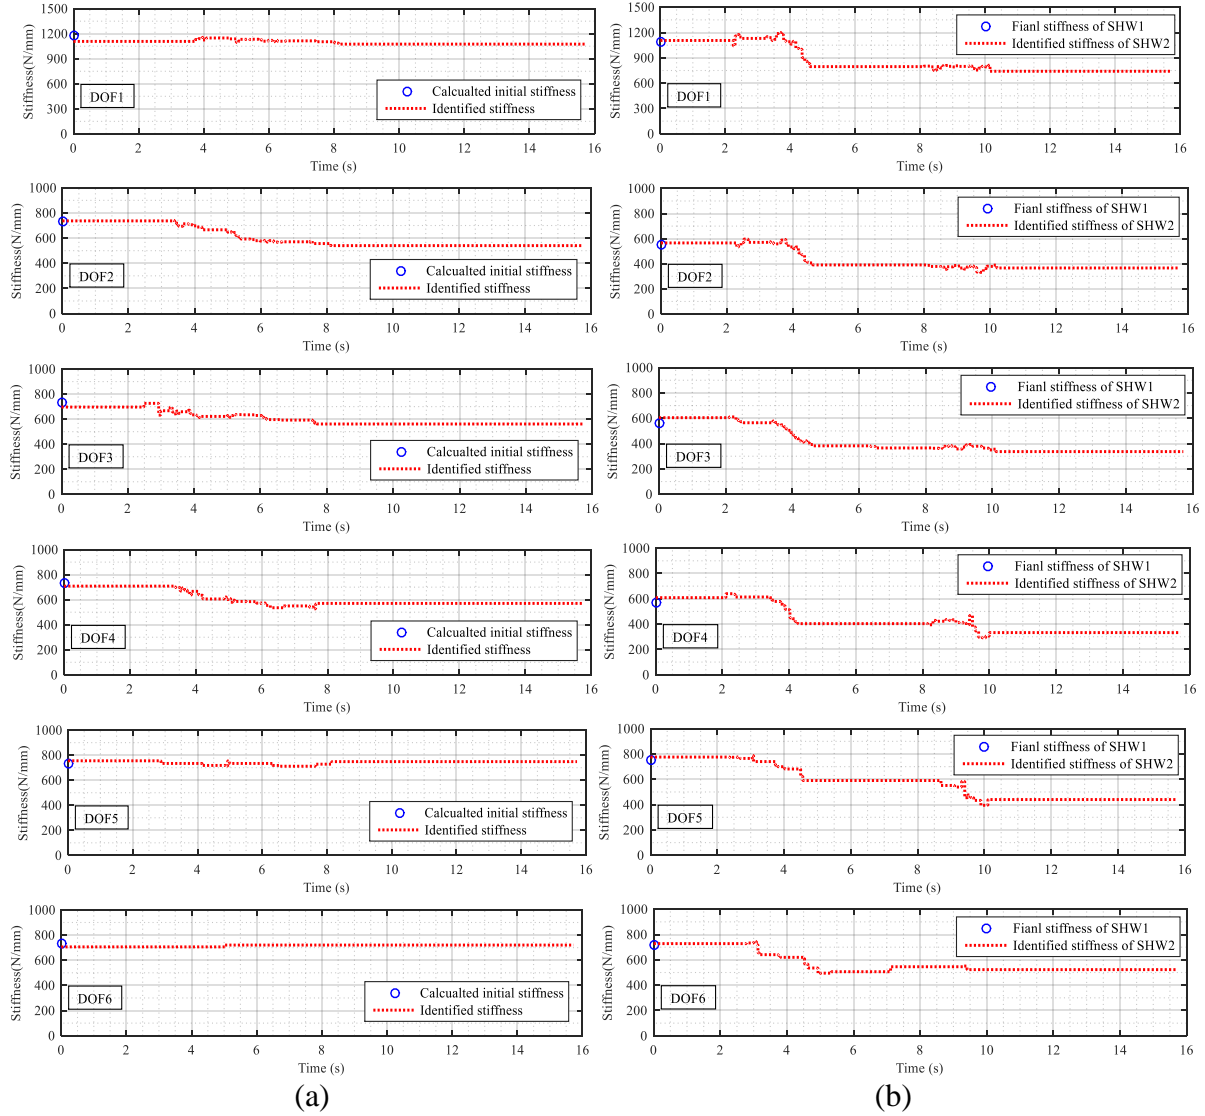 Stiffness(N/mm)
1500
1200
900
600
300
0
DOF1
Calcualted initial stiffness
Identified stiffness
0 2 4 6 8 10 12 14 16
Time (s)
Stiffness(N/mm)
1500
1200
900
600
300
0
DOF1
Fianl stiffness of SHW1
Identified stiffness of SHW2
0 2 4 6 8 10 12 14 16
Time (s)
Stiffness(N/mm)
1000
800
600
400
200
0
DOF2
Calcualted initial stiffness
Identified stiffness
0 2 4 6 8 10 12 14 16
Time (s)
Stiffness(N/mm)
1000
800
600
400
200
0
DOF2
Fianl stiffness of SHW1
Identified stiffness of SHW2
0 2 4 6 8 10 12 14 16
Time (s)
Stiffness(N/mm)
1000
800
600
400
200
0
DOF3
Calcualted initial stiffness
Identified stiffness
0 2 4 6 8 10 12 14 16
Time (s)
Stiffness(N/mm)
1000
800
600
400
200
0
DOF3
Fianl stiffness of SHW1
Identified stiffness of SHW2
0 2 4 6 8 10 12 14 16
Time (s)
Stiffness(N/mm)
1000
800
600
400
200
0
DOF4
Calcualted initial stiffness
Identified stiffness
0 2 4 6 8 10 12 14 16
Time (s)
Stiffness(N/mm)
1000
800
600
400
200
0
DOF4
Fianl stiffness of SHW1
Identified stiffness of SHW2
0 2 4 6 8 10 12 14 16
Time (s)
Stiffness(N/mm)
1000
800
600
400
200
0
DOF5
Calcualted initial stiffness
Identified stiffness
0 2 4 6 8 10 12 14 16
Time (s)
Stiffness(N/mm)
1000
800
600
400
200
0
DOF5
Fianl stiffness of SHW1
Identified stiffness of SHW2
0 2 4 6 8 10 12 14 16
Time (s)
Stiffness(N/mm)
1000
800
600
400
200
0
DOF6
Calcualted initial stiffness
Identified stiffness
0 2 4 6 8 10 12 14 16
Time (s)
Stiffness(N/mm)
1000
800
600
400
200
0
DOF6
Fianl stiffness of SHW1
Identified stiffness of SHW2
0 2 4 6 8 10 12 14 16
Time (s)
(a)
(b)